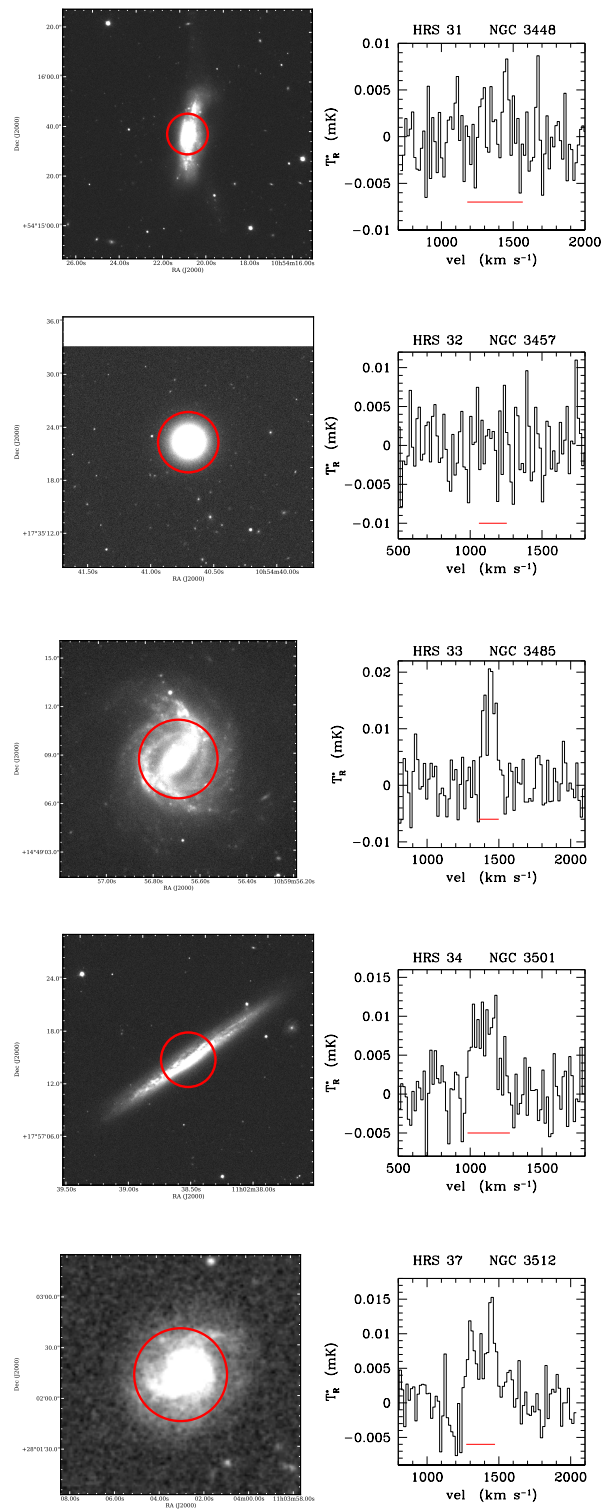 20.0"
16'00.0"
40.0"
20.0"
+54°15'00.0"
Dec (J2000)
26.00s 24.00s 22.00s 20.00s 18.00s 10h54m16.00s
RA (J2000)
HRS 31 NGC 3448
0.01
0.005
0
−0.005
−0.01
T*R (mK)
1000 1500 2000
vel (km s⁻¹)
36.0"
30.0"
24.0"
18.0"
+17°35'12.0"
Dec (J2000)
41.50s 41.00s 40.50s 10h54m40.00s
RA (J2000)
HRS 32 NGC 3457
0.01
0.005
0
−0.005
−0.01
T*R (mK)
500 1000 1500
vel (km s⁻¹)
15.0"
12.0"
09.0"
06.0"
+14°49'03.0"
Dec (J2000)
57.00s 56.80s 56.60s 56.40s 10h59m56.20s
RA (J2000)
HRS 33 NGC 3485
0.02
0.01
0
−0.01
T*R (mK)
1000 1500 2000
vel (km s⁻¹)
24.0"
18.0"
12.0"
+17°57'06.0"
Dec (J2000)
39.50s 39.00s 38.50s 11h02m38.00s
RA (J2000)
HRS 34 NGC 3501
0.015
0.01
0.005
0
−0.005
T*R (mK)
500 1000 1500
vel (km s⁻¹)
03'00.0"
30.0"
02'00.0"
+28°01'30.0"
Dec (J2000)
08.00s 06.00s 04.00s 02.00s 04m00.00s 11h03m58.00s
RA (J2000)
HRS 37 NGC 3512
0.015
0.01
0.005
0
−0.005
T*R (mK)
1000 1500 2000
vel (km s⁻¹)